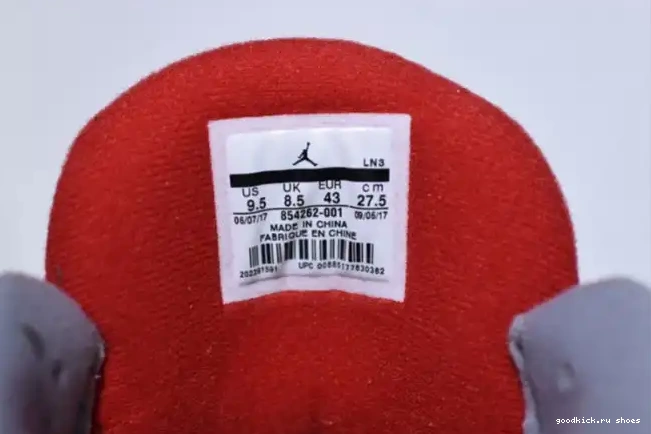 LN3
US UK EUR cm
9.5 8.5 43 27.5
06/07/17 854262-001 09/06/17
MADE IN CHINA
FABRIQUE EN CHINE
UPC 00885177630382
goodkick.ru shoes